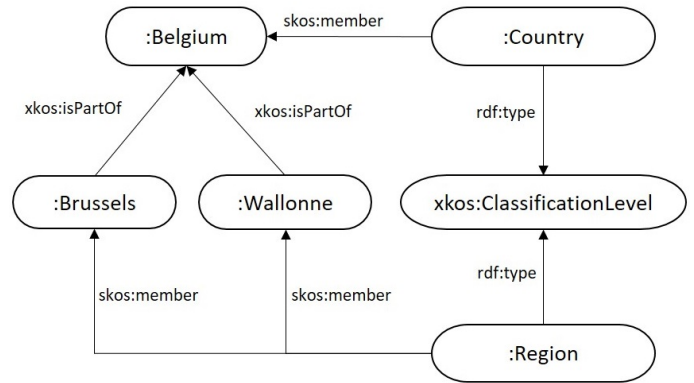 :Belgium
skos:member
:Country
xkos:isPartOf
xkos:isPartOf
rdf:type
:Brussels
:Wallonne
xkos:ClassificationLevel
rdf:type
skos:member
skos:member
:Region